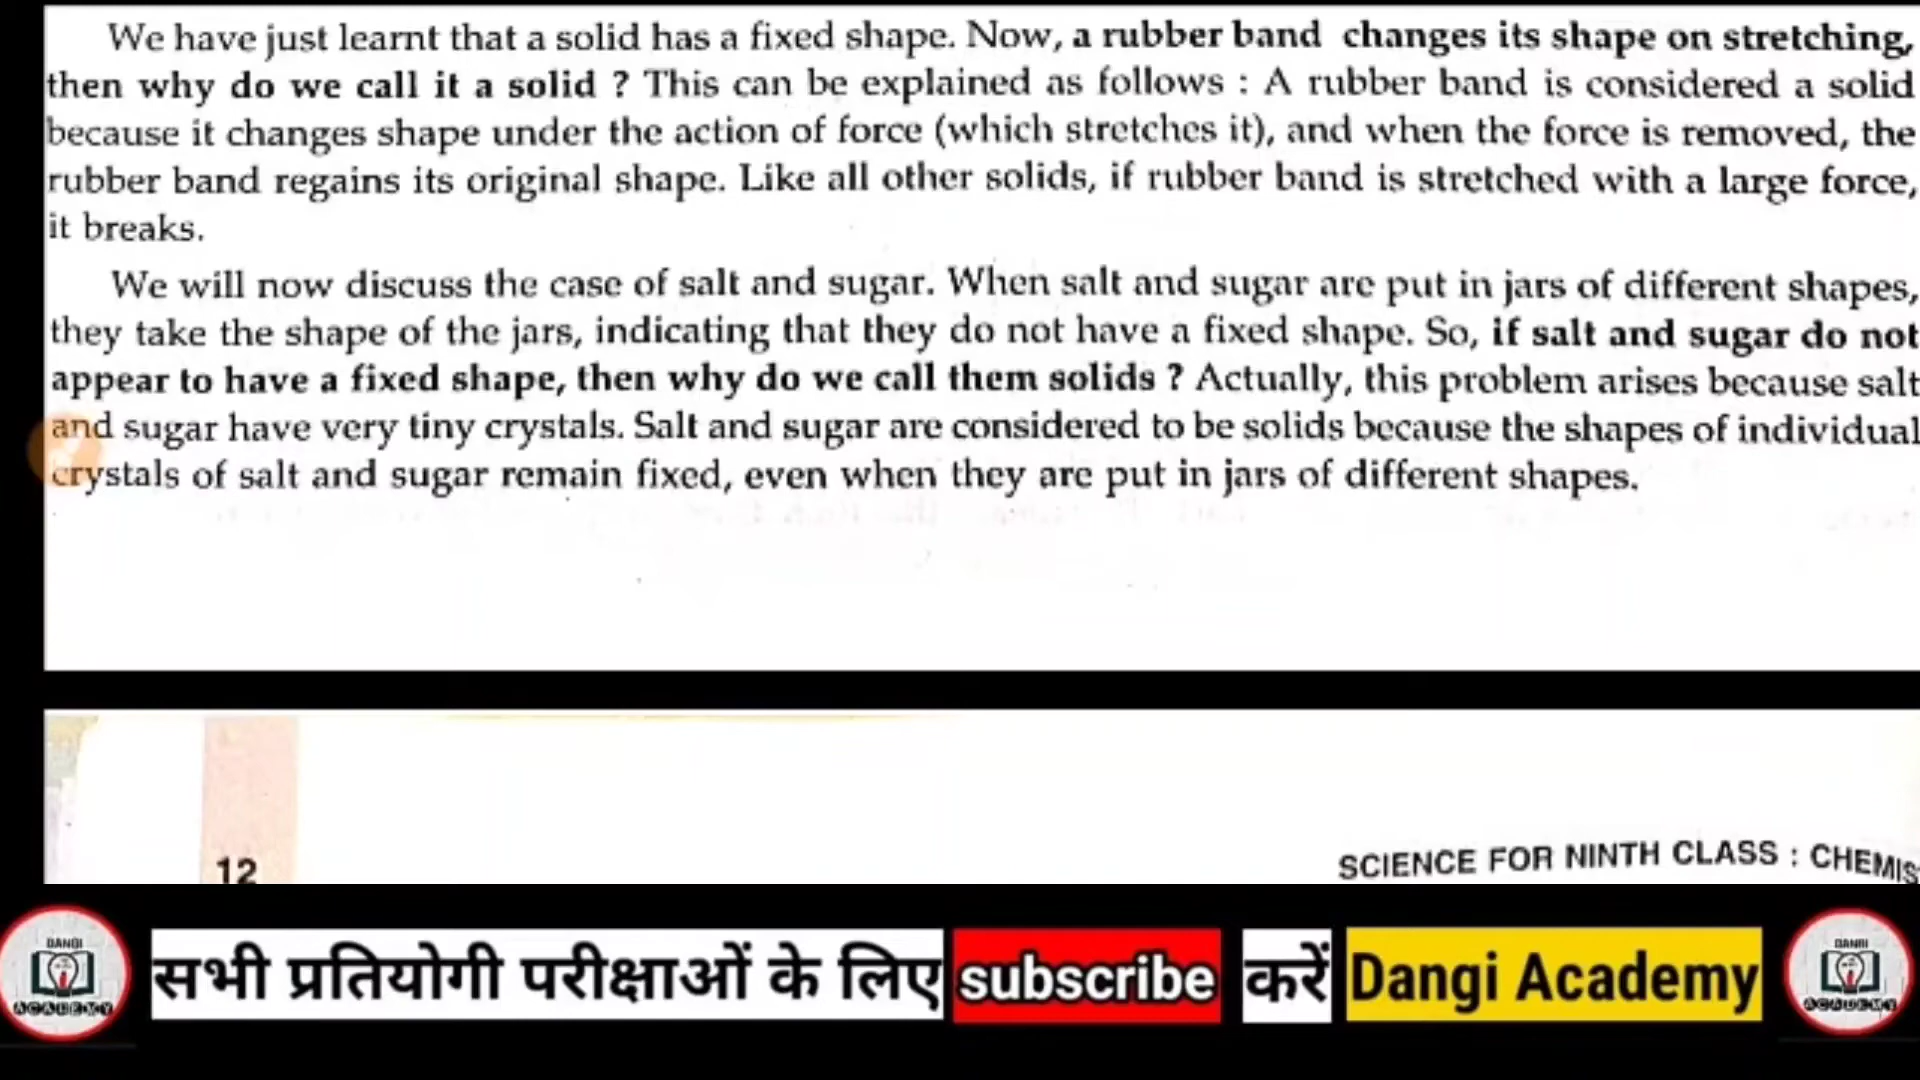 We have just learnt that a solid has a fixed shape. Now, a rubber band changes its shape on stretching,
then why do we call it a solid ? This can be explained as follows : A rubber band is considered a solid
because it changes shape under the action of force (which stretches it), and when the force is removed, the
rubber band regains its original shape. Like all other solids, if rubber band is stretched with a large force,
it breaks.
We will now discuss the case of salt and sugar. When salt and sugar are put in jars of different shapes,
they take the shape of the jars, indicating that they do not have a fixed shape. So, if salt and sugar do not
appear to have a fixed shape, then why do we call them solids ? Actually, this problem arises because salt
and sugar have very tiny crystals. Salt and sugar are considered to be solids because the shapes of individual
crystals of salt and sugar remain fixed, even when they are put in jars of different shapes.
12
SCIENCE FOR NINTH CLASS : CHEMIS
DANGI
ACADEMY
सभी प्रतियोगी परीक्षाओं के लिए subscribe करें Dangi Academy
DANGI
ACADEMY